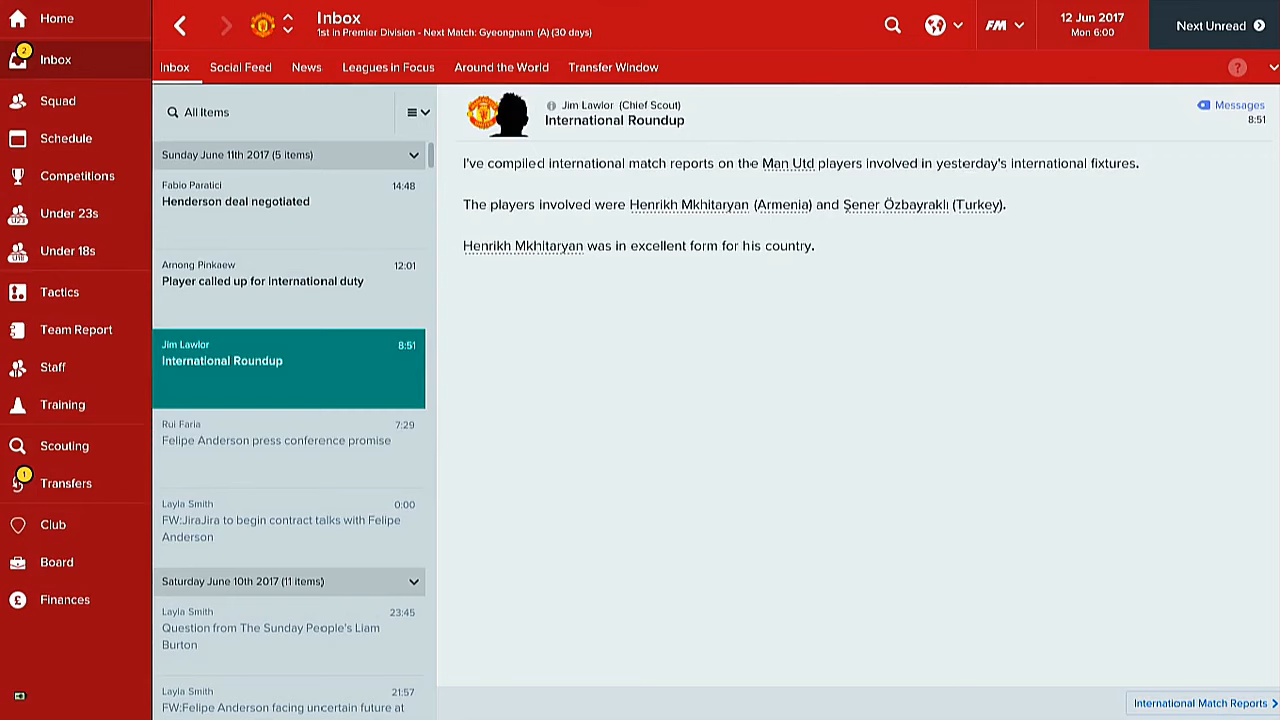 Home
2
Inbox
Squad
Schedule
Competitions
Under 23s
Under 18s
Tactics
Team Report
Staff
Training
Scouting
1
Transfers
Club
Board
Finances
Inbox
1st in Premier Division - Next Match: Gyeongnam (A) (30 days)
FM
12 Jun 2017
Mon 6:00
Next Unread
Inbox Social Feed News Leagues in Focus Around the World Transfer Window
?
All Items
Sunday June 11th 2017 (5 items)
Fabio Paratici 14:48
Henderson deal negotiated
Arnong Pinkaew 12:01
Player called up for international duty
Jim Lawlor 8:51
International Roundup
Rui Faria 7:29
Felipe Anderson press conference promise
Layla Smith 0:00
FW:JiraJira to begin contract talks with Felipe
Anderson
Saturday June 10th 2017 (11 items)
Layla Smith 23:45
Question from The Sunday People's Liam
Burton
Layla Smith 21:57
FW:Felipe Anderson facing uncertain future at
Jim Lawlor (Chief Scout)
International Roundup
Messages
8:51
I've compiled international match reports on the Man Utd players involved in yesterday's international fixtures.
The players involved were Henrikh Mkhitaryan (Armenia) and Şener Özbayraklı (Turkey).
Henrikh Mkhitaryan was in excellent form for his country.
International Match Reports